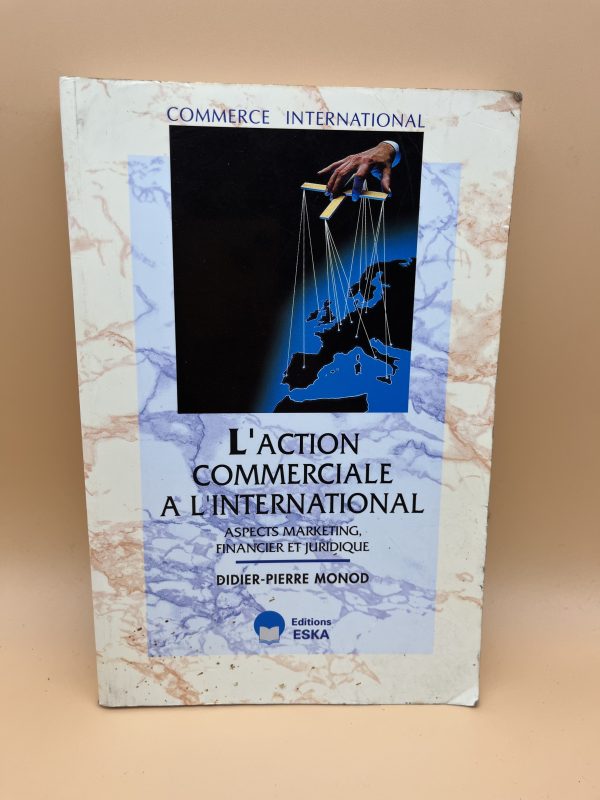 COMMERCE INTERNATIONAL
L'ACTION
COMMERCIALE
A L'INTERNATIONAL
ASPECTS MARKETING,
FINANCIER ET JURIDIQUE
DIDIER-PIERRE MONOD
Editions
ESKA